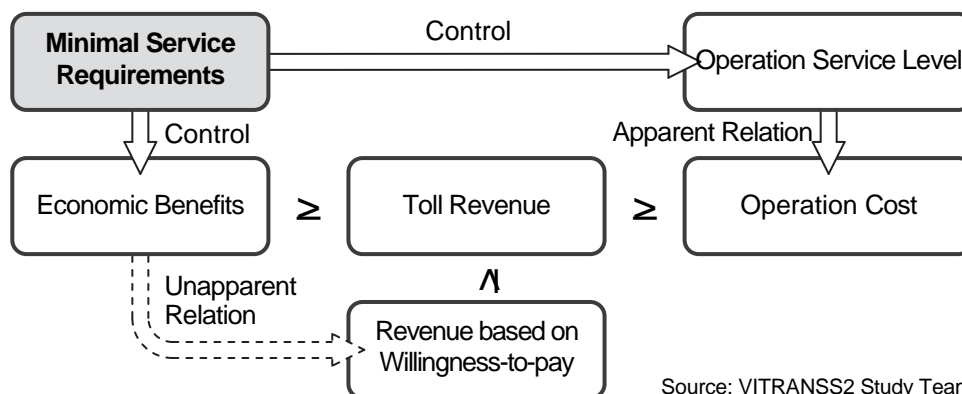 Minimal Service
Requirements
Control
Operation Service Level
Control
Apparent Relation
Economic Benefits
≥
Toll Revenue
≥
Operation Cost
Unapparent
Relation
≥
Revenue based on
Willingness-to-pay
Source: VITRANSS2 Study Team